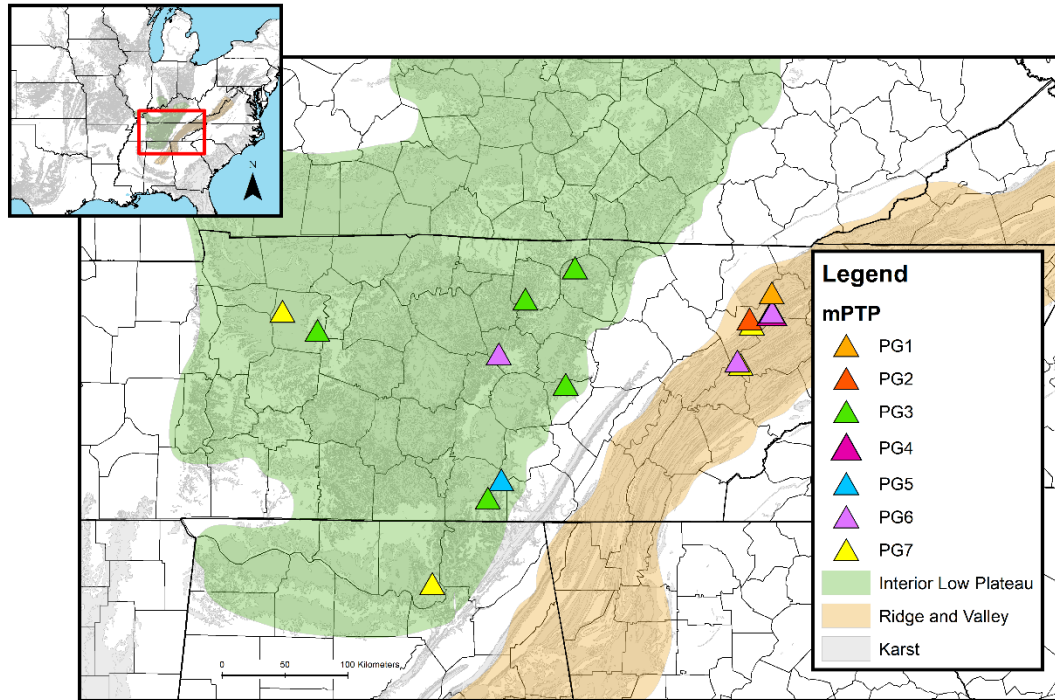 N
Legend
mPTP
PG1
PG2
PG3
PG4
PG5
PG6
PG7
Interior Low Plateau
Ridge and Valley
Karst
0 50 100 Kilometers